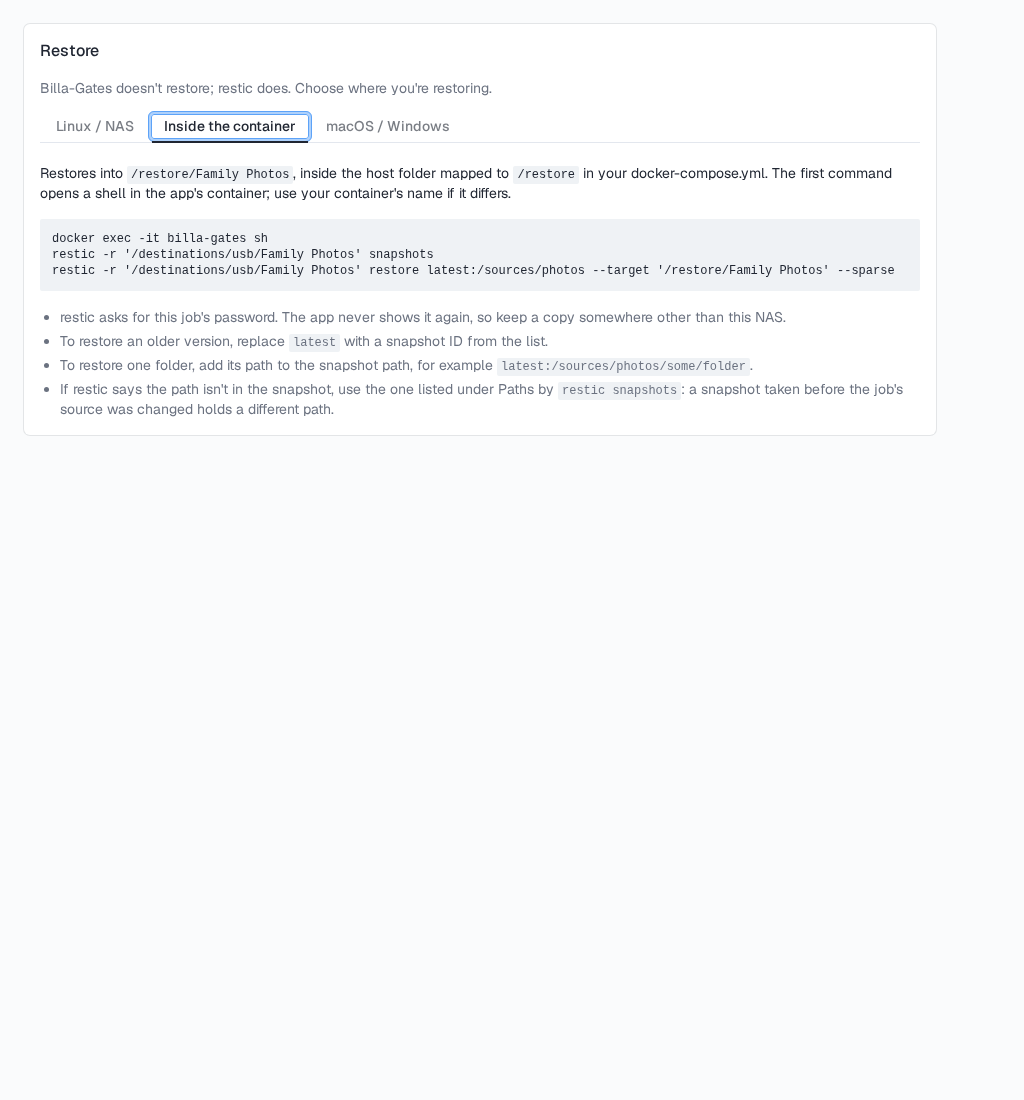 Restore
Billa-Gates doesn't restore; restic does. Choose where you're restoring.
Linux / NAS Inside the container macOS / Windows
Restores into /restore/Family Photos, inside the host folder mapped to /restore in your docker-compose.yml. The first command
opens a shell in the app's container; use your container's name if it differs.
docker exec -it billa-gates sh
restic -r '/destinations/usb/Family Photos' snapshots
restic -r '/destinations/usb/Family Photos' restore latest:/sources/photos --target '/restore/Family Photos' --sparse
• restic asks for this job's password. The app never shows it again, so keep a copy somewhere other than this NAS.
• To restore an older version, replace latest with a snapshot ID from the list.
• To restore one folder, add its path to the snapshot path, for example latest:/sources/photos/some/folder.
• If restic says the path isn't in the snapshot, use the one listed under Paths by restic snapshots: a snapshot taken before the job's
source was changed holds a different path.